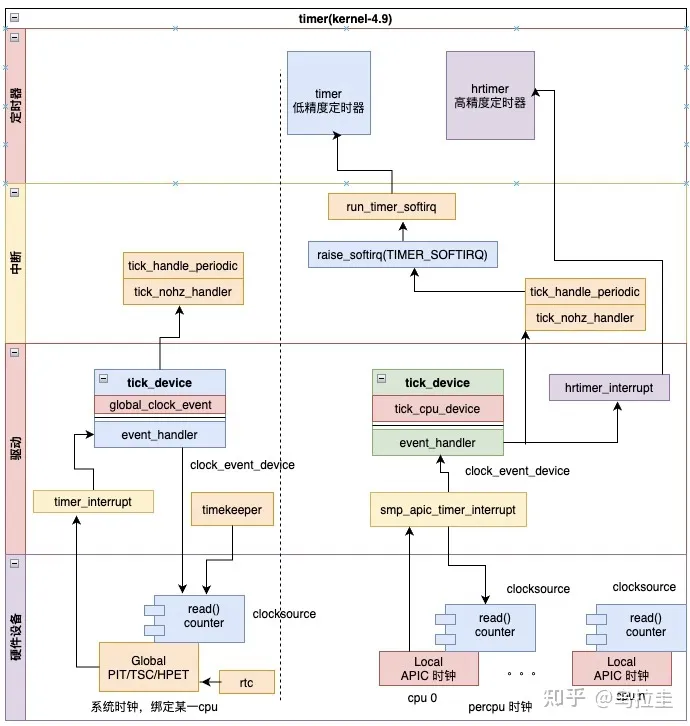 timer(kernel-4.9)
定时器
timer
低精度定时器
hrtimer
高精度定时器
中断
run_timer_softirq
raise_softirq(TIMER_SOFTIRQ)
tick_handle_periodic
tick_nohz_handler
tick_handle_periodic
tick_nohz_handler
驱动
tick_device
global_clock_event
event_handler
clock_event_device
timer_interrupt
timekeeper
tick_device
tick_cpu_device
event_handler
clock_event_device
hrtimer_interrupt
smp_apic_timer_interrupt
硬件设备
read()
counter
clocksource
Global
PIT/TSC/HPET
rtc
系统时钟，绑定某一cpu
clocksource
read()
counter
Local
APIC 时钟
cpu 0
percpu 时钟
clocksource
read()
counter
Local
APIC 时钟
知乎 @乌拉圭